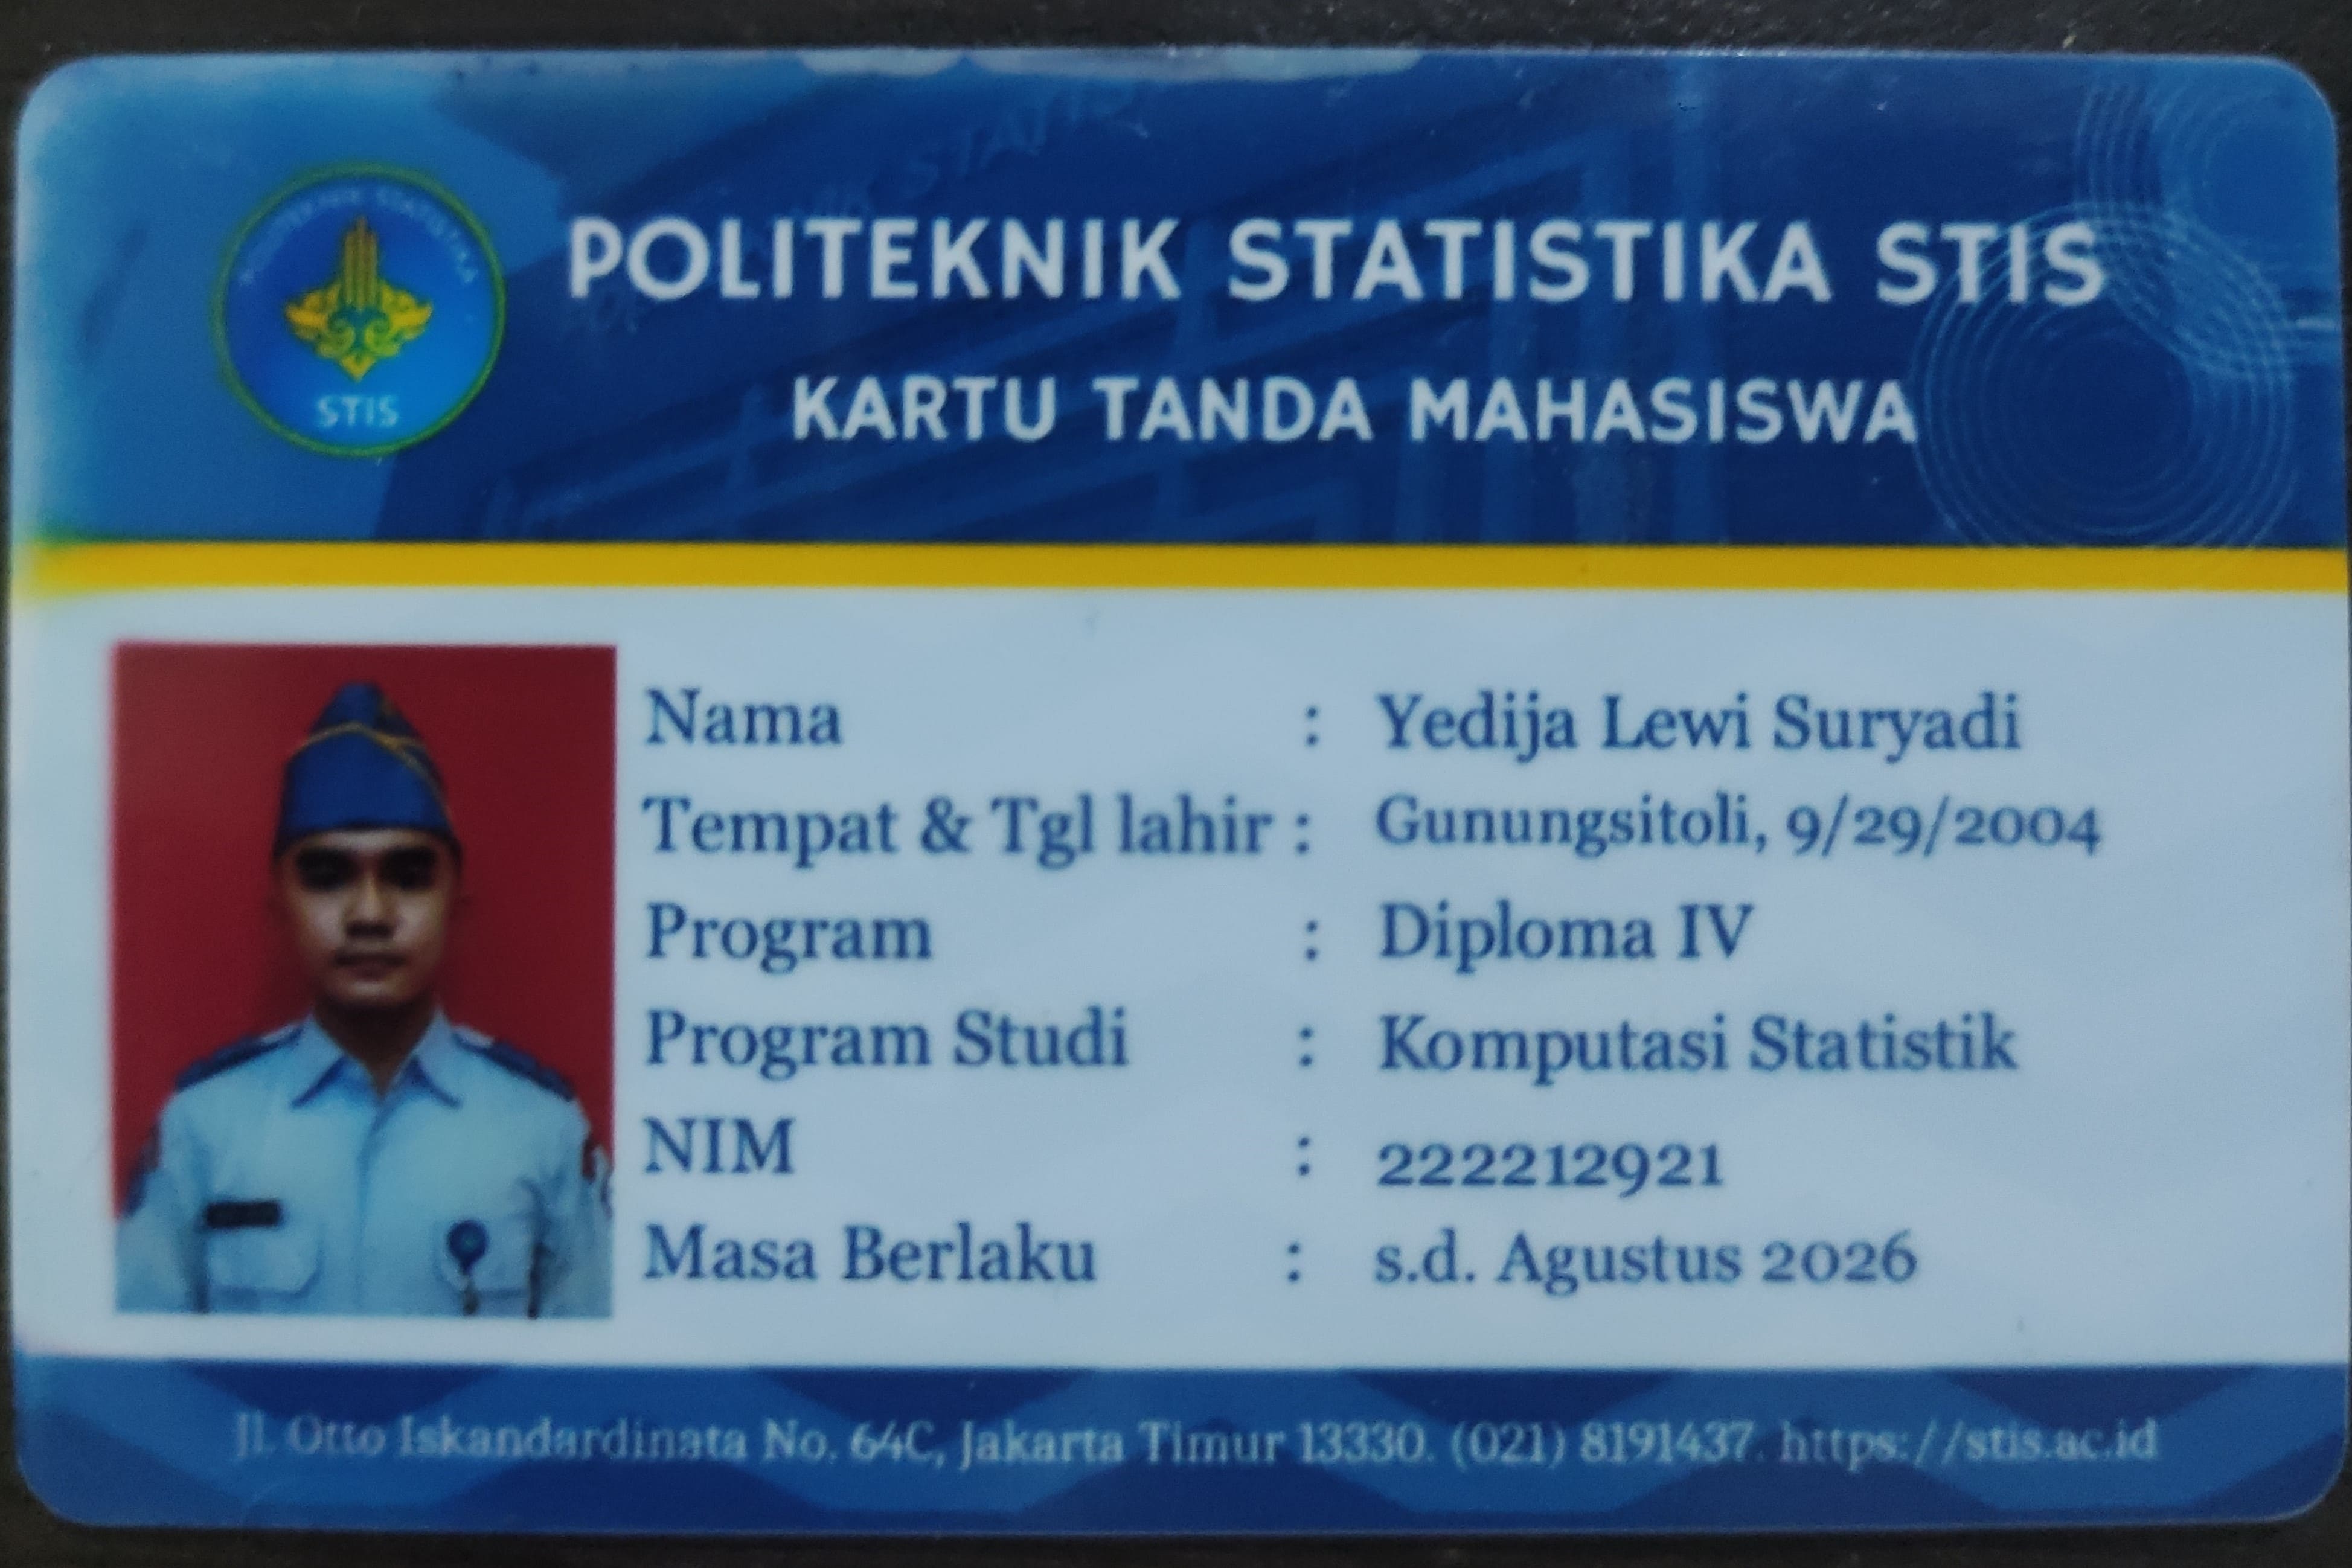 POLITEKNIK STATISTIKA
STIS
POLITEKNIK STATISTIKA STIS
KARTU TANDA MAHASISWA
Nama : Yedija Lewi Suryadi
Tempat & Tgl lahir : Gunungsitoli, 9/29/2004
Program : Diploma IV
Program Studi : Komputasi Statistik
NIM : 222212921
Masa Berlaku : s.d. Agustus 2026
Jl. Otto Iskandardinata No. 64C, Jakarta Timur 13330. (021) 8191437. https://stis.ac.id